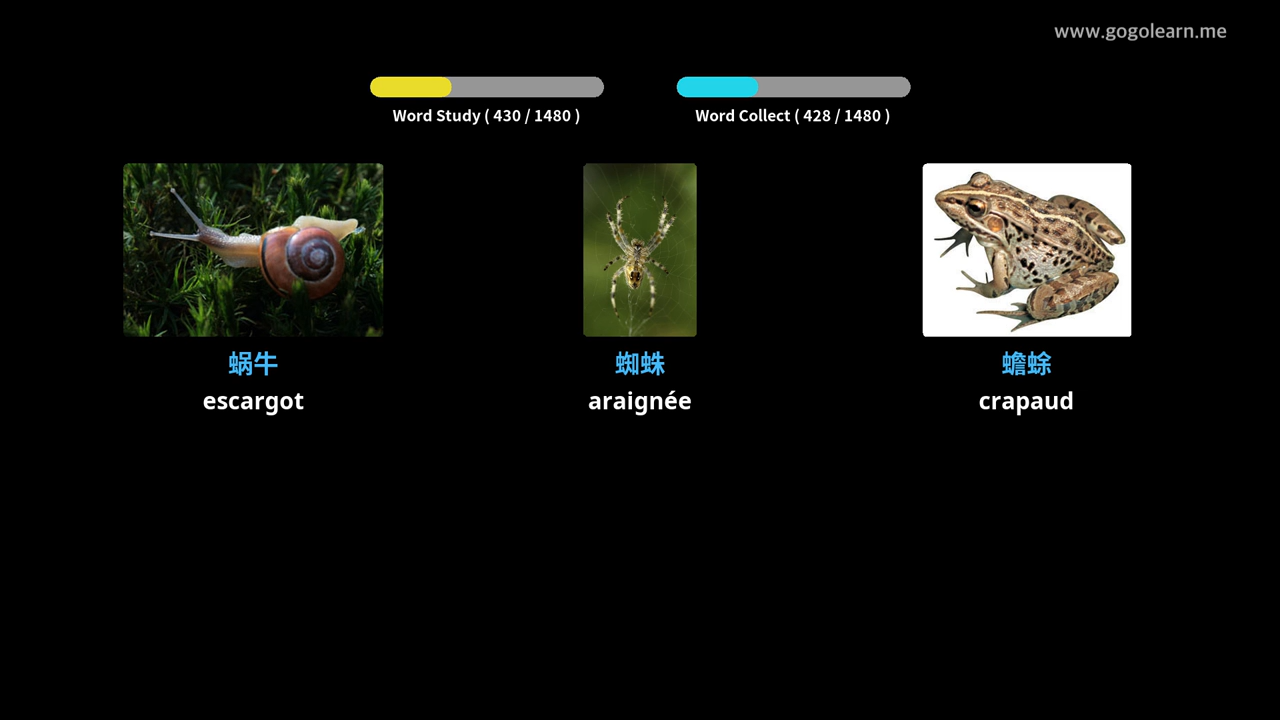 www.gogolearn.me
Word Study ( 430 / 1480 )
Word Collect ( 428 / 1480 )
蜗牛
escargot
蜘蛛
araignée
蟾蜍
crapaud